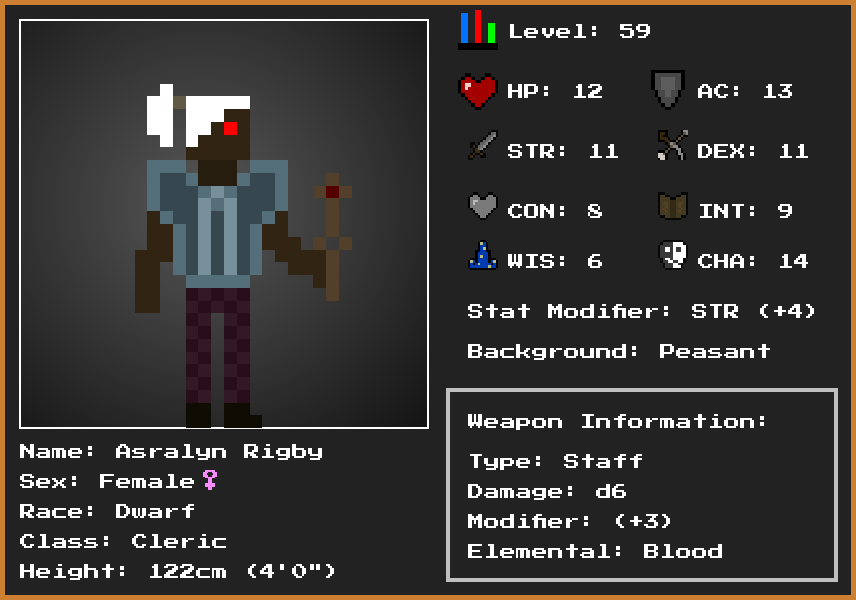 Level: 59
HP: 12
AC: 13
STR: 11
DEX: 11
CON: 8
INT: 9
WIS: 6
CHA: 14
Stat Modifier: STR (+4)
Background: Peasant
Weapon Information:
Type: Staff
Damage: d6
Modifier: (+3)
Elemental: Blood
Name: Asralyn Rigby
Sex: Female♀
Race: Dwarf
Class: Cleric
Height: 122cm (4'0")